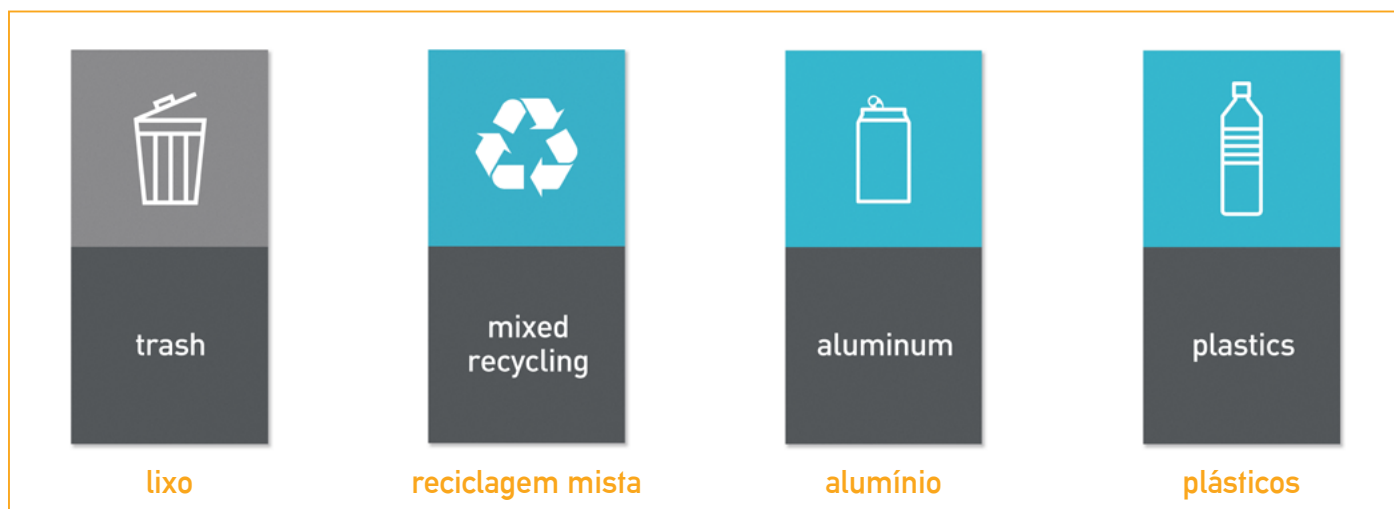 trash
mixed
recycling
aluminum
plastics
lixo
reciclagem mista
alumínio
plásticos